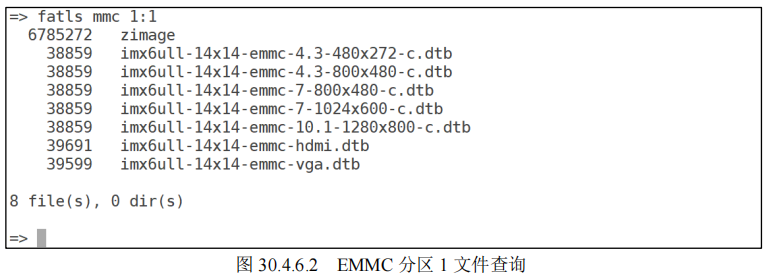 => fatls mmc 1:1
6785272 zimage
38859 imx6ull-14x14-emmc-4.3-480x272-c.dtb
38859 imx6ull-14x14-emmc-4.3-800x480-c.dtb
38859 imx6ull-14x14-emmc-7-800x480-c.dtb
38859 imx6ull-14x14-emmc-7-1024x600-c.dtb
38859 imx6ull-14x14-emmc-10.1-1280x800-c.dtb
39691 imx6ull-14x14-emmc-hdmi.dtb
39599 imx6ull-14x14-emmc-vga.dtb
8 file(s), 0 dir(s)
=>
图 30.4.6.2 EMMC 分区 1 文件查询